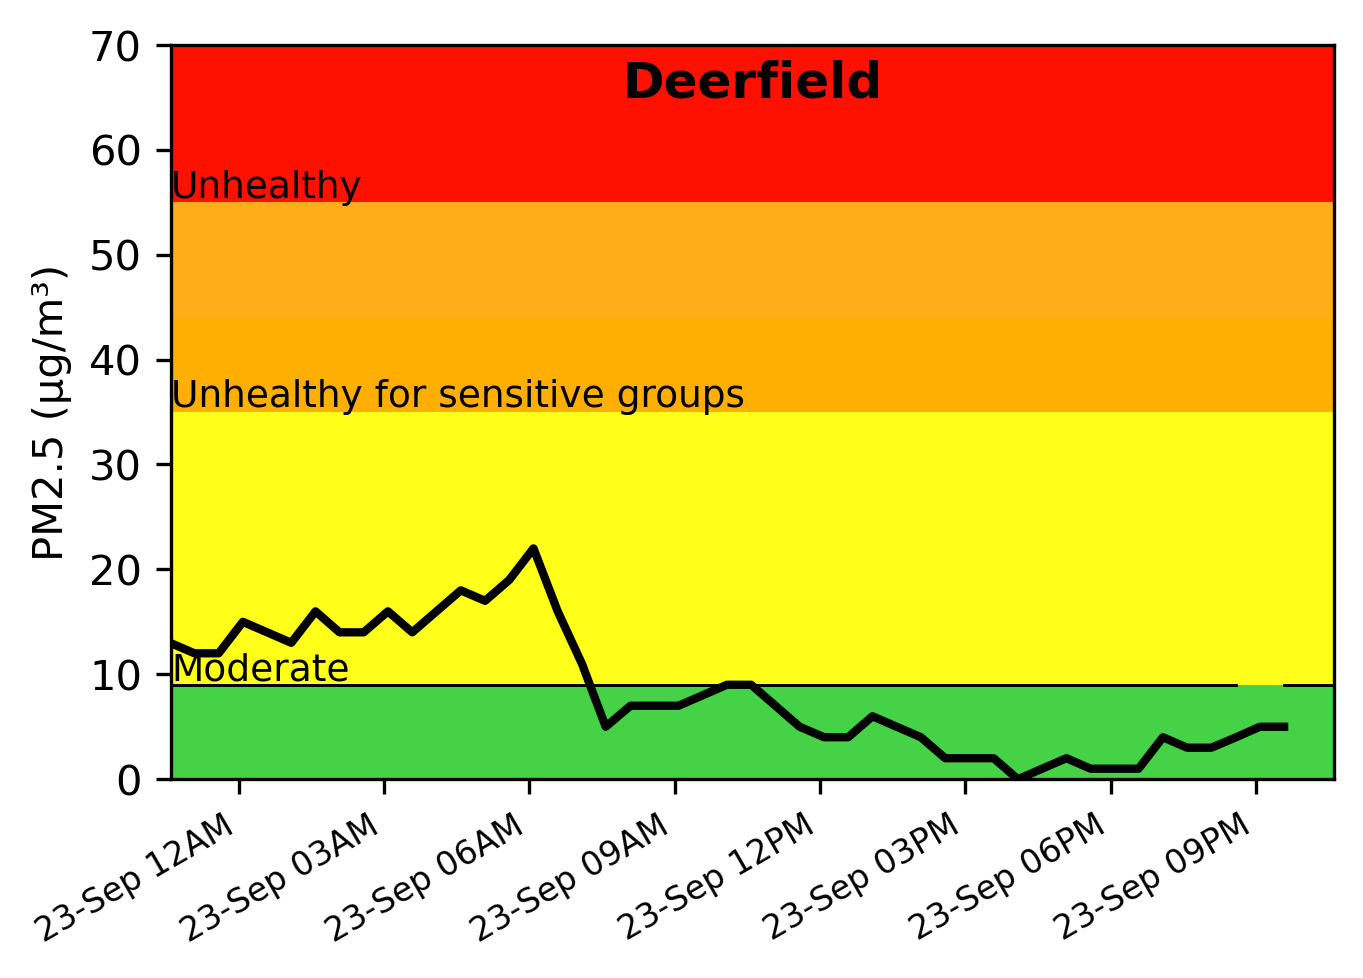 Deerfield
PM2.5 (µg/m³)
70
60
50
40
30
20
10
0
Unhealthy
Unhealthy for sensitive groups
Moderate
23-Sep 12AM
23-Sep 03AM
23-Sep 06AM
23-Sep 09AM
23-Sep 12PM
23-Sep 03PM
23-Sep 06PM
23-Sep 09PM